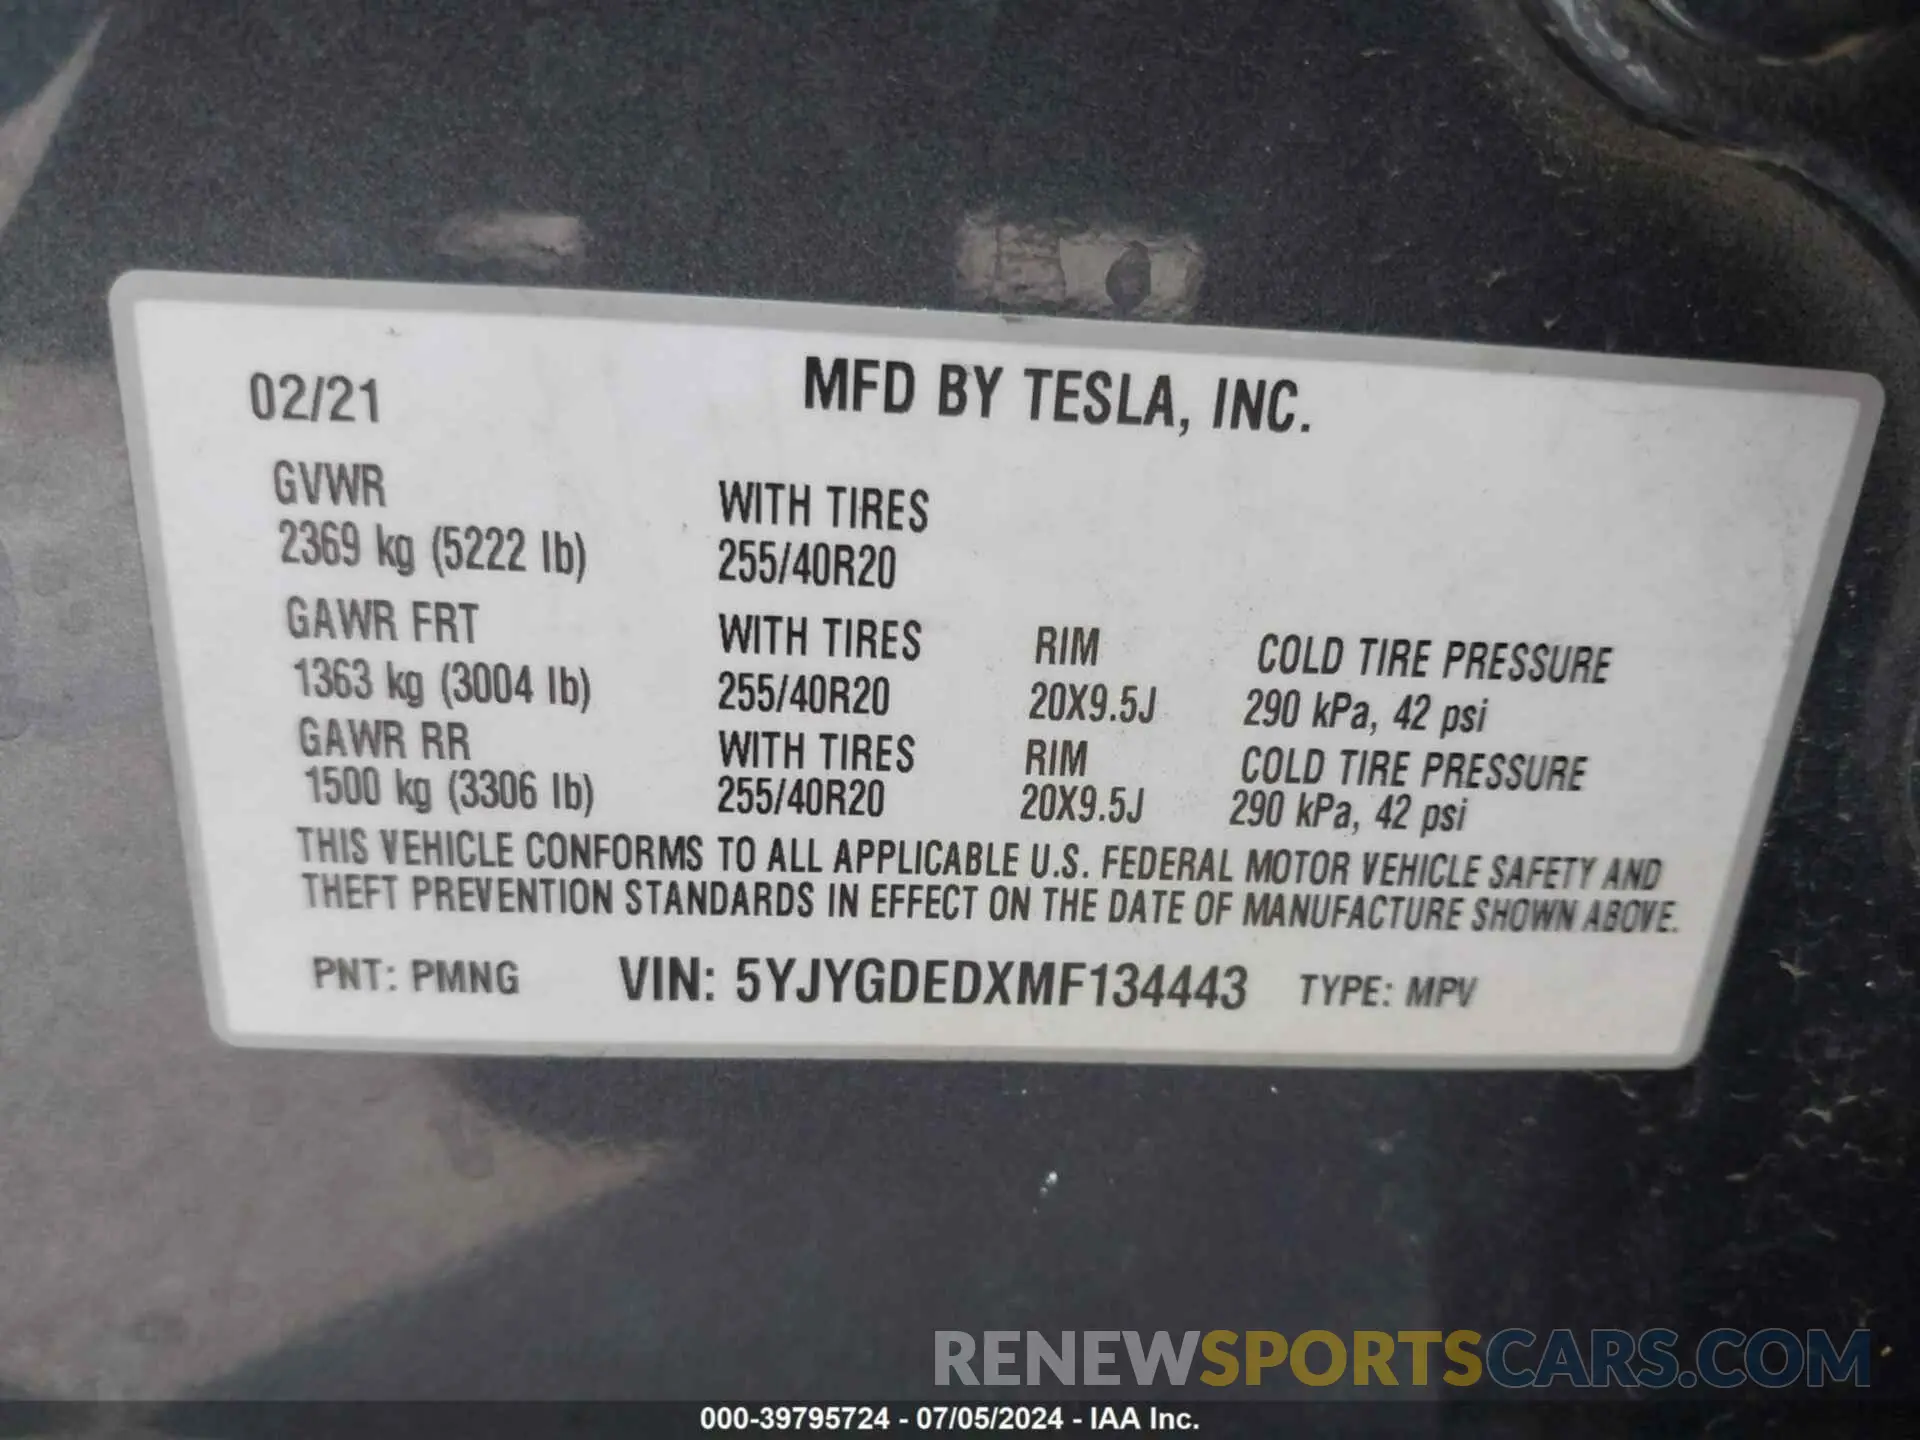 02/21 MFD BY TESLA, INC.
GVWR WITH TIRES
2369 kg (5222 lb) 255/40R20
GAWR FRT WITH TIRES RIM COLD TIRE PRESSURE
1363 kg (3004 lb) 255/40R20 20X9.5J 290 kPa, 42 psi
GAWR RR WITH TIRES RIM COLD TIRE PRESSURE
1500 kg (3306 lb) 255/40R20 20X9.5J 290 kPa, 42 psi
THIS VEHICLE CONFORMS TO ALL APPLICABLE U.S. FEDERAL MOTOR VEHICLE SAFETY AND
THEFT PREVENTION STANDARDS IN EFFECT ON THE DATE OF MANUFACTURE SHOWN ABOVE.
PNT: PMNG VIN: 5YJYGDEDXMF134443 TYPE: MPV
RENEWSPORTSCARS.COM
000-39795724 - 07/05/2024 - IAA Inc.